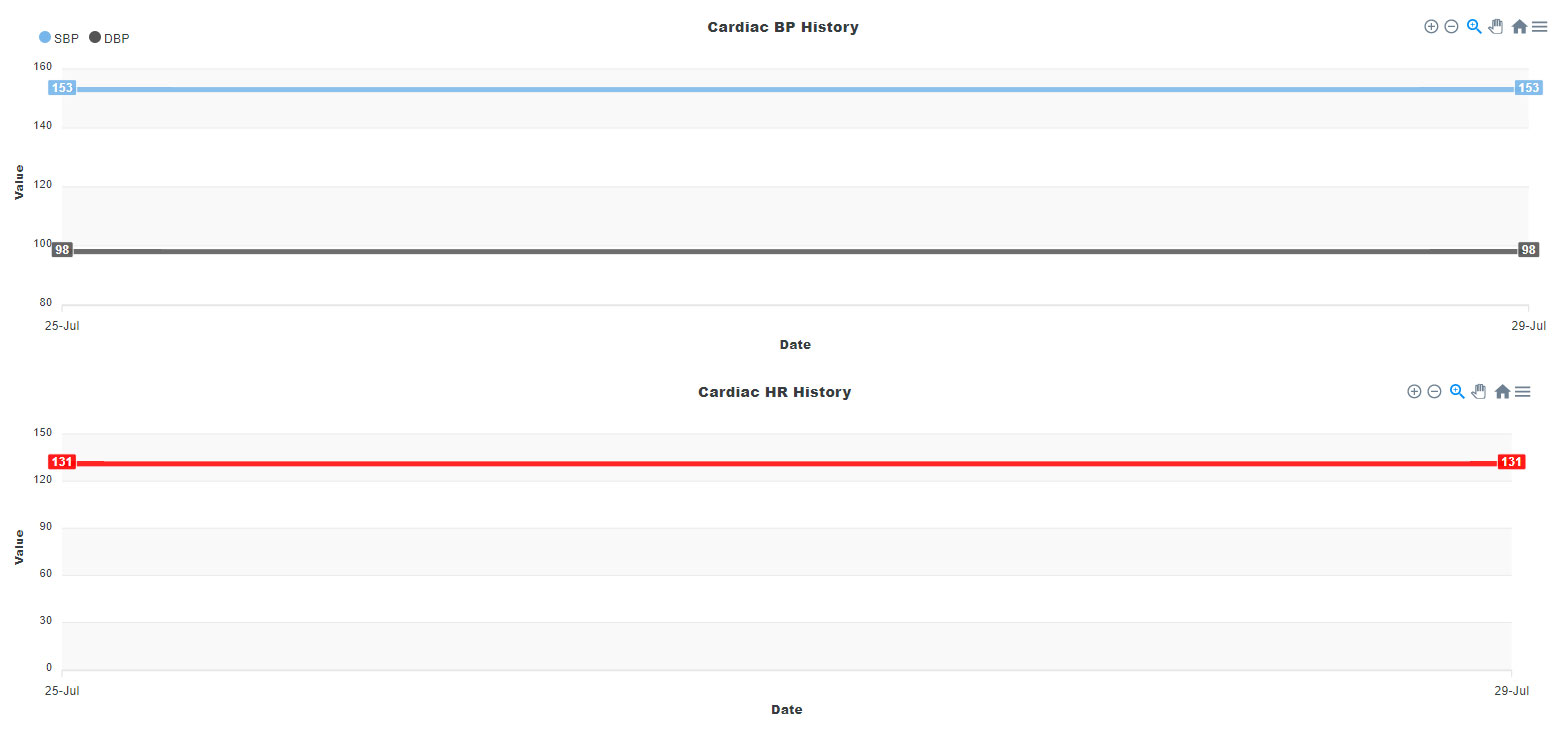 Cardiac BP History
SBP DBP
160
153 153
140
120
100
98 98
80
Value
25-Jul 29-Jul
Date
Cardiac HR History
150
131 131
120
90
60
30
0
Value
25-Jul 29-Jul
Date